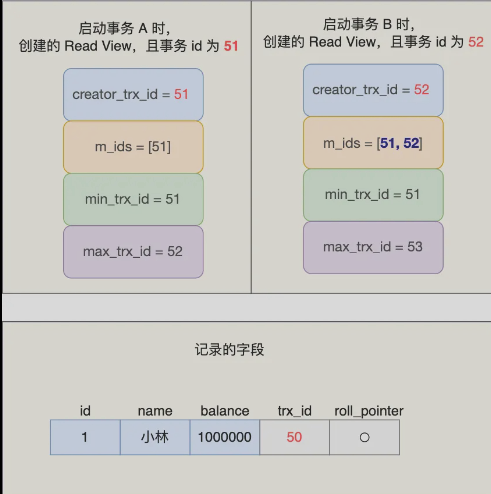 启动事务 A 时，
创建的 Read View，且事务 id 为 51
creator_trx_id = 51
m_ids = [51]
min_trx_id = 51
max_trx_id = 52
启动事务 B 时，
创建的 Read View，且事务 id 为 52
creator_trx_id = 52
m_ids = [51, 52]
min_trx_id = 51
max_trx_id = 53
记录的字段
id name balance trx_id roll_pointer
1 小林 1000000 50